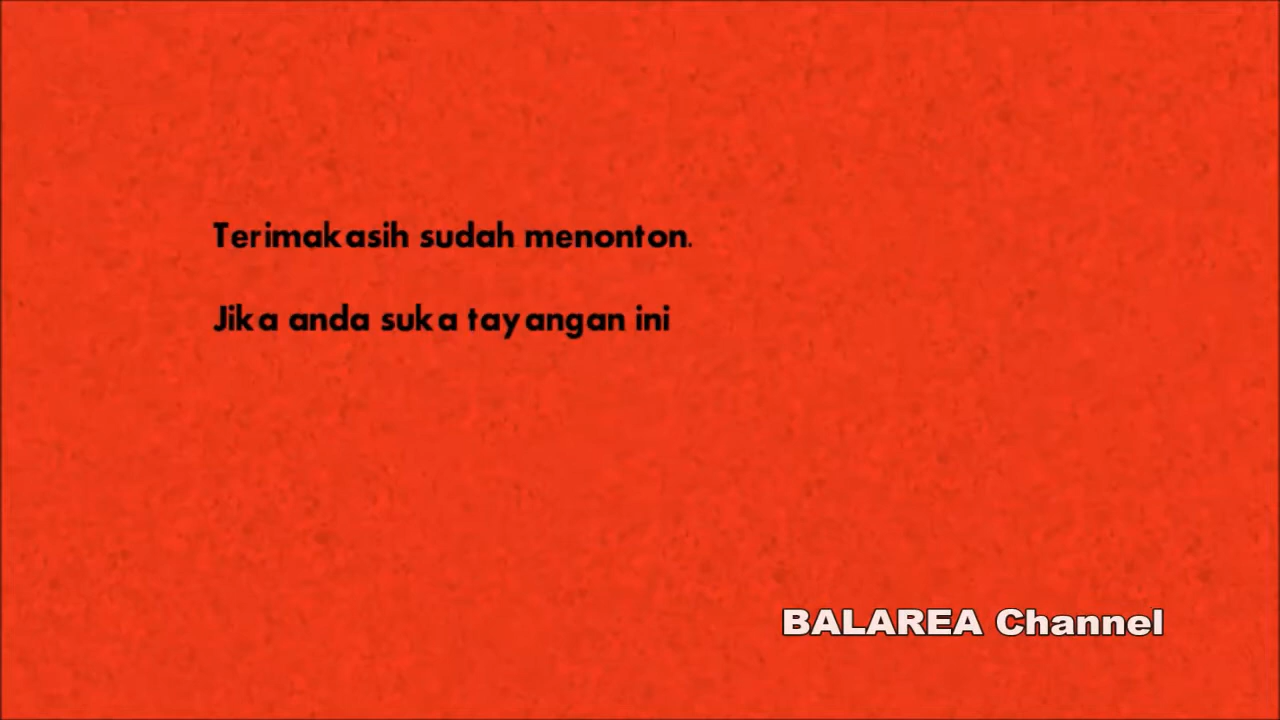 Terimakasih sudah menonton.
Jika anda suka tayangan ini
BALAREA Channel